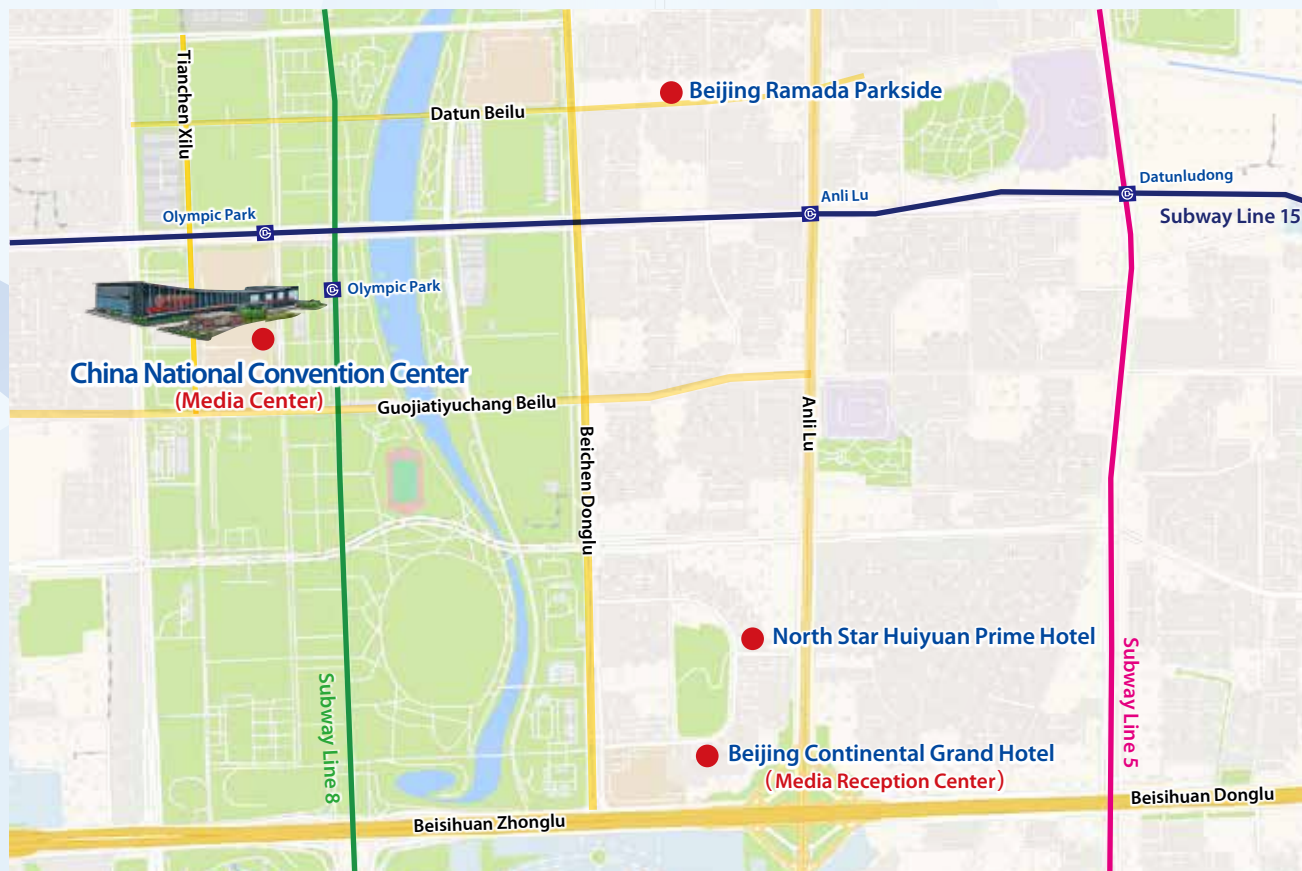 Tianchen Xilu
Beijing Ramada Parkside
Datun Beilu
Datunludong
Anli Lu
Olympic Park
Subway Line 15
Olympic Park
China National Convention Center
(Media Center)
Guojiatiyuchang Beilu
Anli Lu
Beichen Donglu
North Star Huiyuan Prime Hotel
Subway Line 5
Subway Line 8
Beijing Continental Grand Hotel
(Media Reception Center)
Beisihuan Donglu
Beisihuan Zhonglu